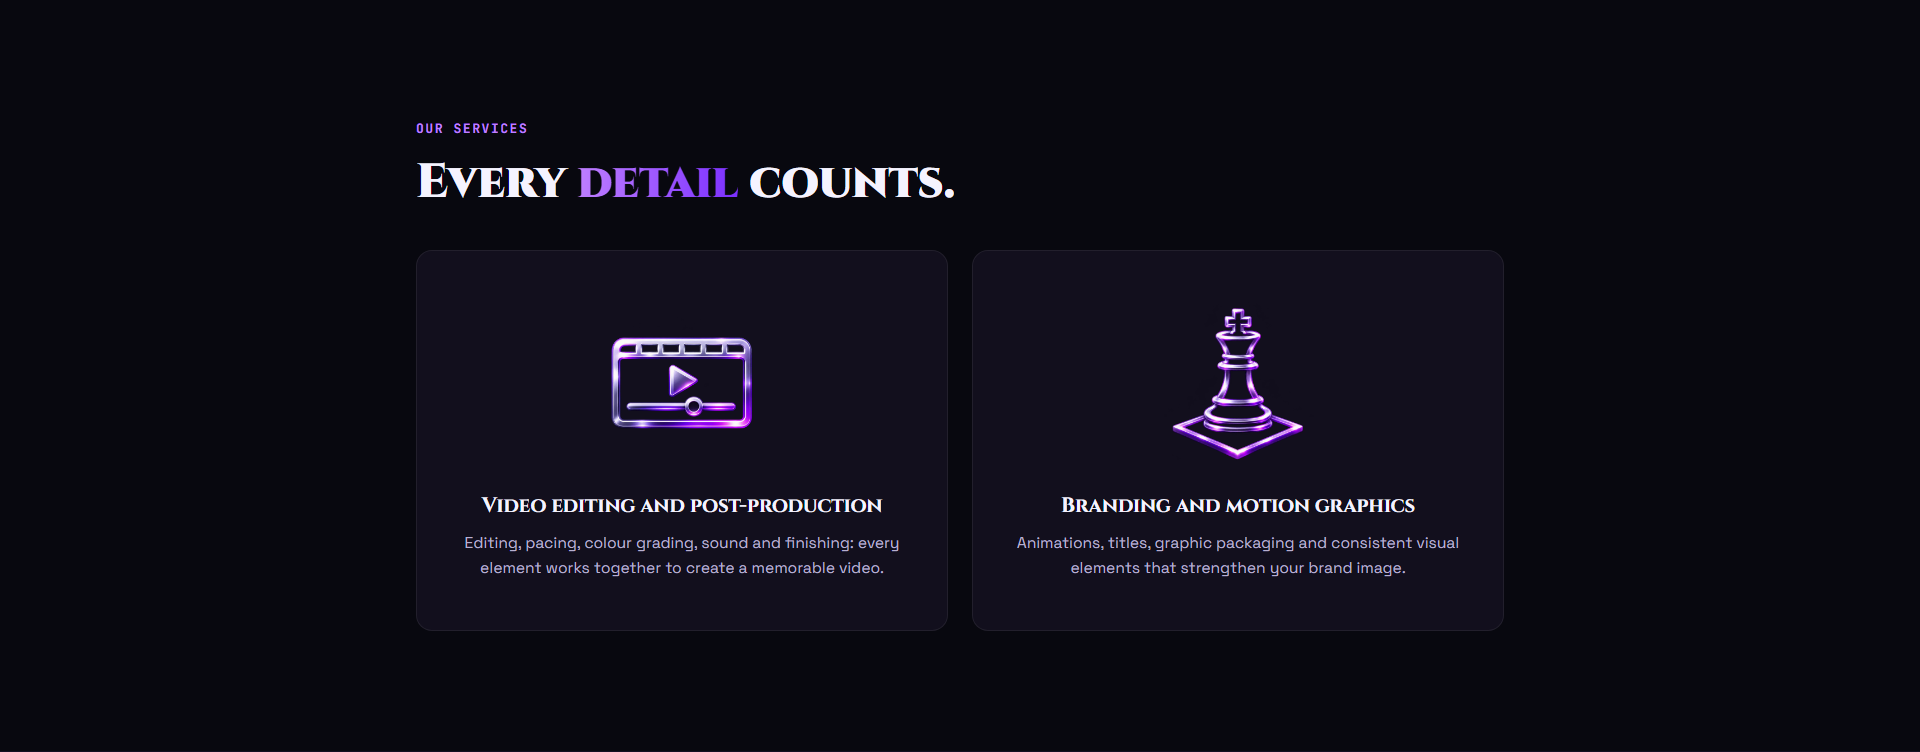 OUR SERVICES
Every detail counts.
Video editing and post-production
Editing, pacing, colour grading, sound and finishing: every
element works together to create a memorable video.
Branding and motion graphics
Animations, titles, graphic packaging and consistent visual
elements that strengthen your brand image.